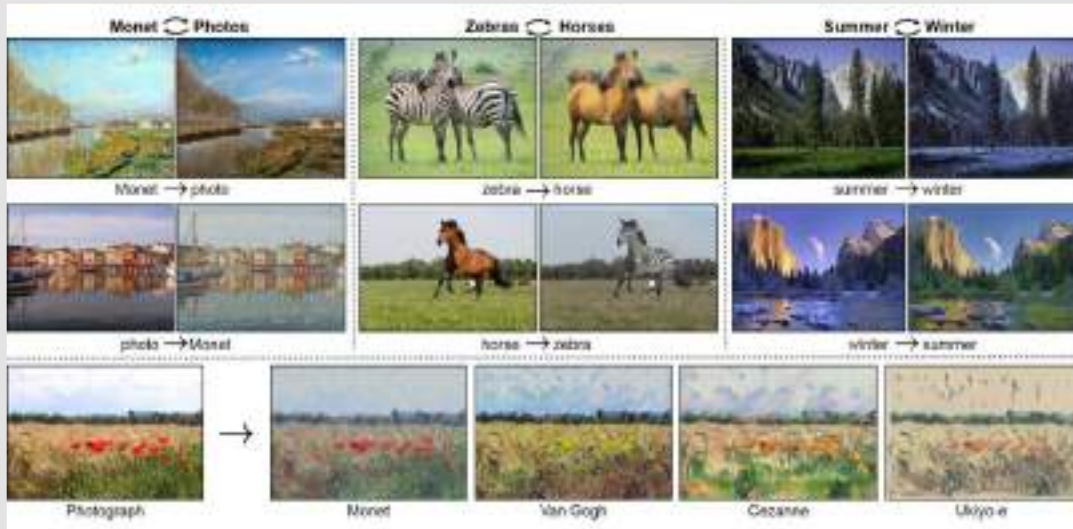 Monet ⟳ Photos
Zebras ⟳ Horses
Summer ⟳ Winter
Monet → photo
zebra → horse
summer → winter
photo → Monet
horse → zebra
winter → summer
Photograph
Monet
Van Gogh
Cezanne
Ukiyo-e